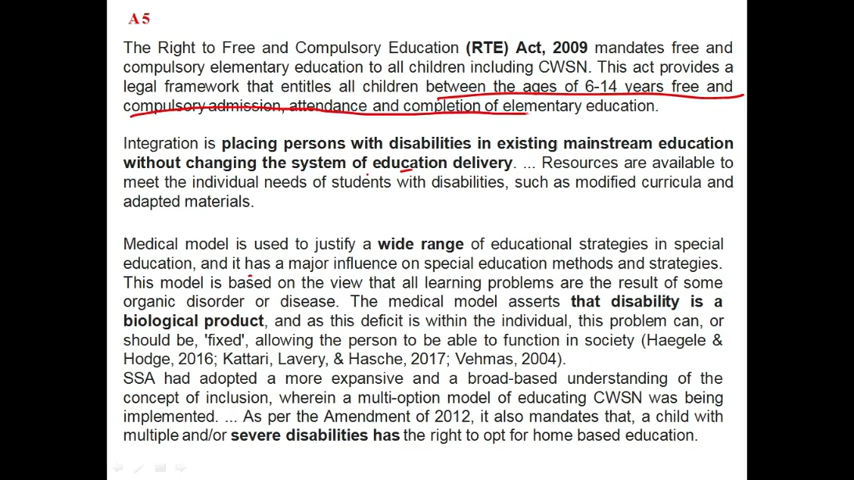 A 5
The Right to Free and Compulsory Education (RTE) Act, 2009 mandates free and
compulsory elementary education to all children including CWSN. This act provides a
legal framework that entitles all children between the ages of 6-14 years free and
compulsory admission, attendance and completion of elementary education.
Integration is placing persons with disabilities in existing mainstream education
without changing the system of education delivery. ... Resources are available to
meet the individual needs of students with disabilities, such as modified curricula and
adapted materials.
Medical model is used to justify a wide range of educational strategies in special
education, and it has a major influence on special education methods and strategies.
This model is based on the view that all learning problems are the result of some
organic disorder or disease. The medical model asserts that disability is a
biological product, and as this deficit is within the individual, this problem can, or
should be, 'fixed', allowing the person to be able to function in society (Haegele &
Hodge, 2016; Kattari, Lavery, & Hasche, 2017; Vehmas, 2004).
SSA had adopted a more expansive and a broad-based understanding of the
concept of inclusion, wherein a multi-option model of educating CWSN was being
implemented. ... As per the Amendment of 2012, it also mandates that, a child with
multiple and/or severe disabilities has the right to opt for home based education.